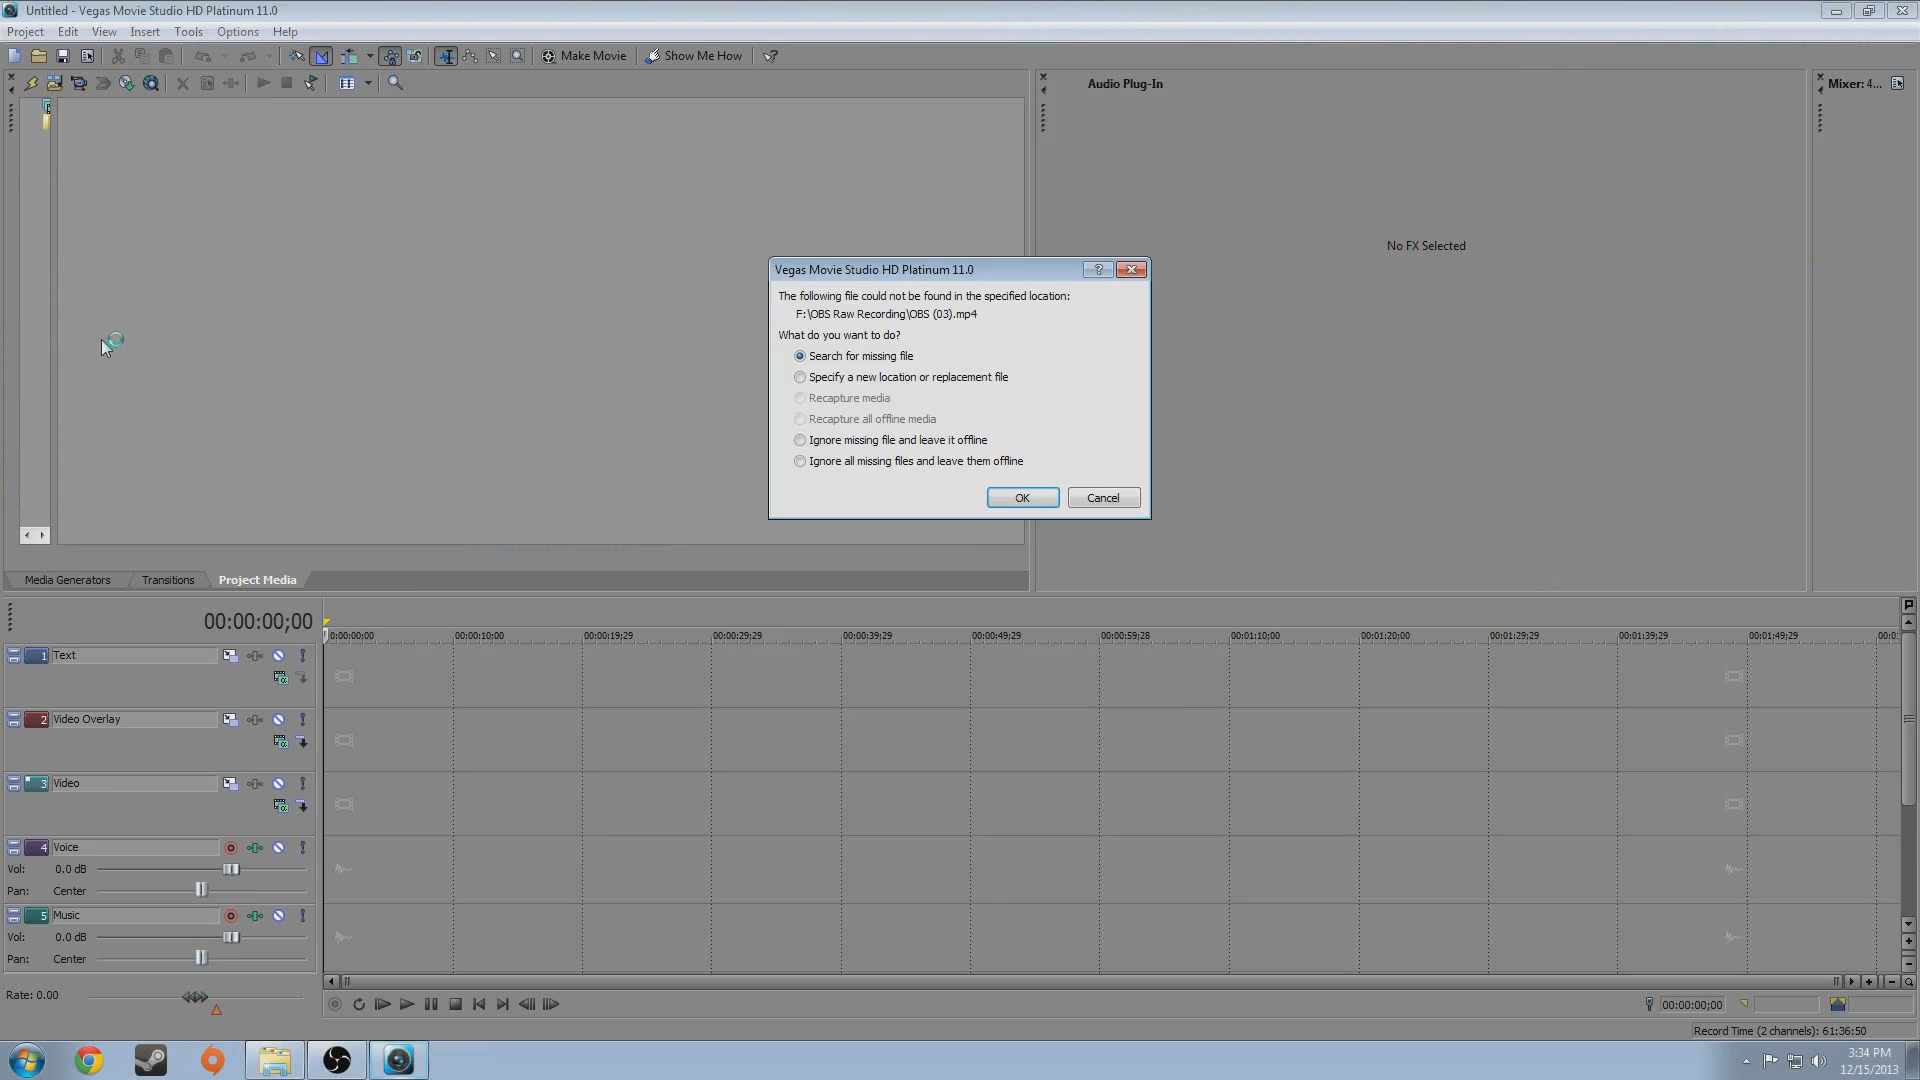 Untitled - Vegas Movie Studio HD Platinum 11.0
Project Edit View Insert Tools Options Help
Make Movie Show Me How
Audio Plug-In
Mixer: 4...
No FX Selected
Vegas Movie Studio HD Platinum 11.0
The following file could not be found in the specified location:
F:\OBS Raw Recording\OBS (03).mp4
What do you want to do?
Search for missing file
Specify a new location or replacement file
Recapture media
Recapture all offline media
Ignore missing file and leave it offline
Ignore all missing files and leave them offline
OK Cancel
Media Generators Transitions Project Media
00:00:00;00
0:00:00;00 00:00:10;00 00:00:19;29 00:00:29;29 00:00:39;29 00:00:49;29 00:00:59;28 00:01:10;00 00:01:20;00 00:01:29;29 00:01:39;29 00:01:49;29 00:0:
1 Text
2 Video Overlay
3 Video
4 Voice
Vol: 0.0 dB
Pan: Center
5 Music
Vol: 0.0 dB
Pan: Center
Rate: 0.00
00:00:00;00
Record Time (2 channels): 61:36:50
3:34 PM
12/15/2013